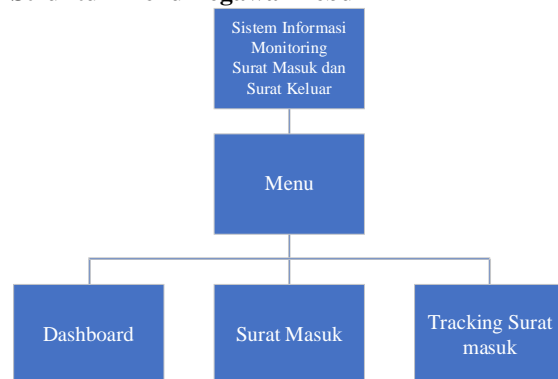 Sistem Informasi
Monitoring
Surat Masuk dan
Surat Keluar
Menu
Dashboard
Surat Masuk
Tracking Surat
masuk